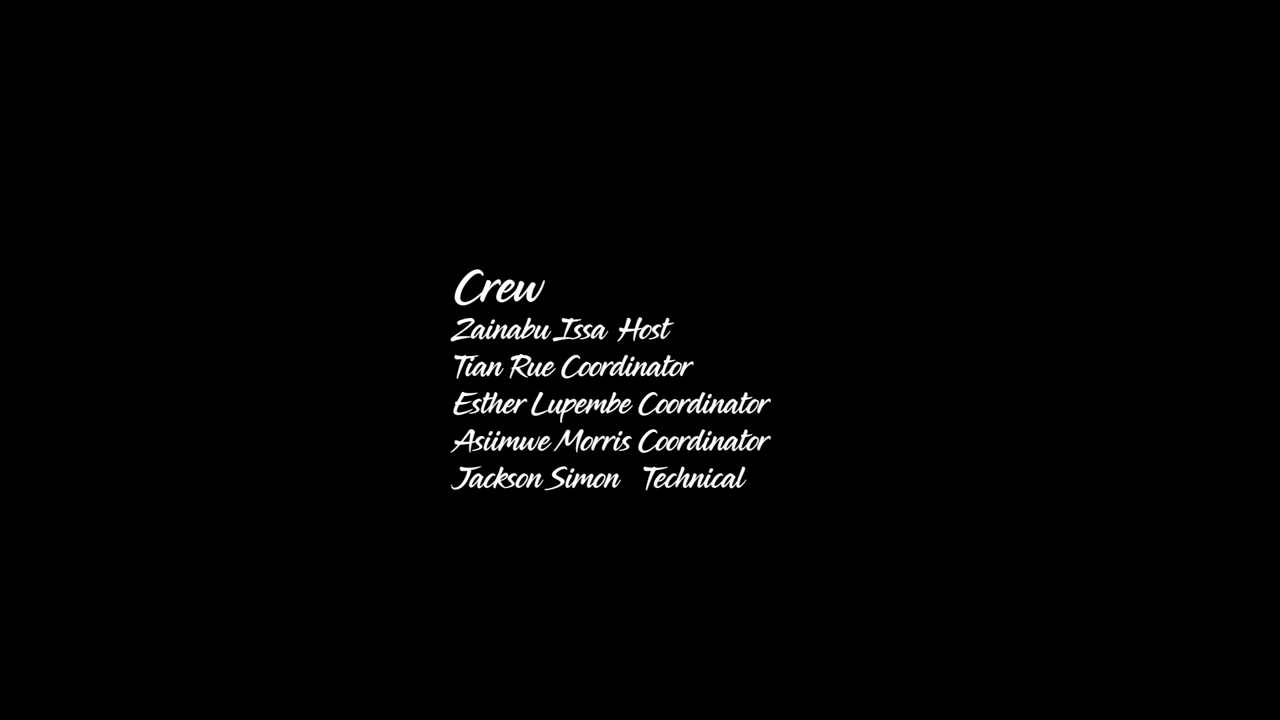 Crew
Zainabu Issa Host
Tian Rue Coordinator
Esther Lupembe Coordinator
Asiimwe Morris Coordinator
Jackson Simon Technical